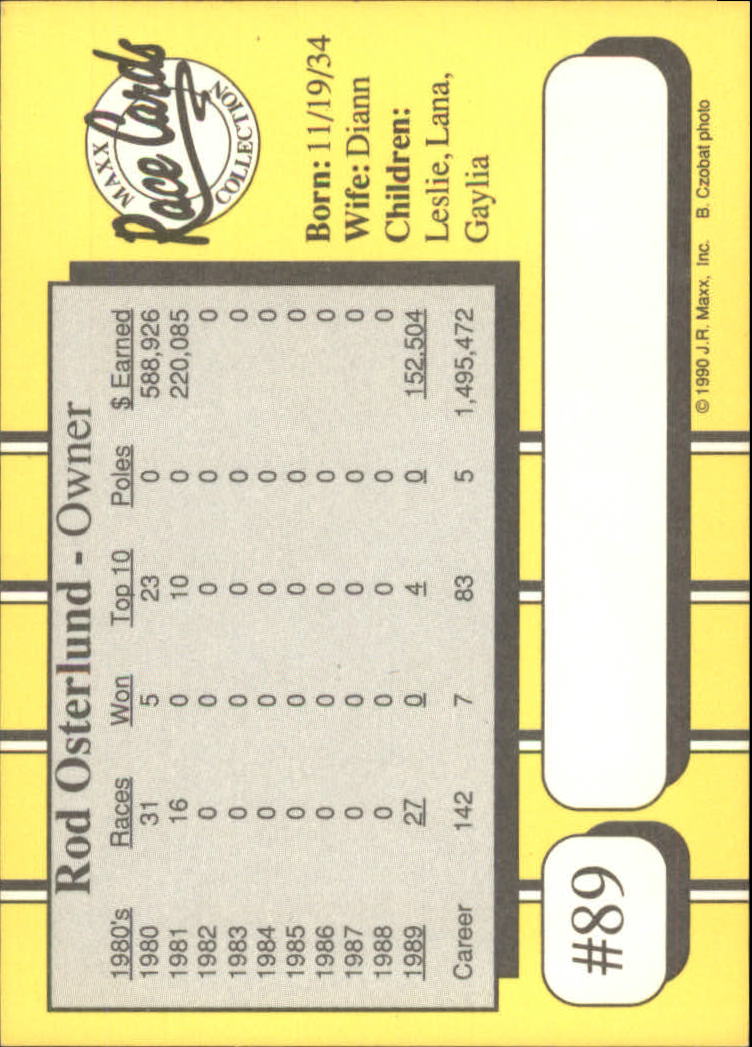 Rod Osterlund - Owner
1980's Races Won Top 10 Poles $ Earned
1980 31 5 23 0 588,926
1981 16 0 10 0 220,085
1982 0 0 0 0 0
1983 0 0 0 0 0
1984 0 0 0 0 0
1985 0 0 0 0 0
1986 0 0 0 0 0
1987 0 0 0 0 0
1988 0 0 0 0 0
1989 27 0 4 0 152,504
Career 142 7 83 5 1,495,472
MAXX
Race Cards
COLLECTION
Born: 11/19/34
Wife: Diann
Children:
Leslie, Lana,
Gaylia
#89
© 1990 J.R. Maxx, Inc. B. Czobat photo